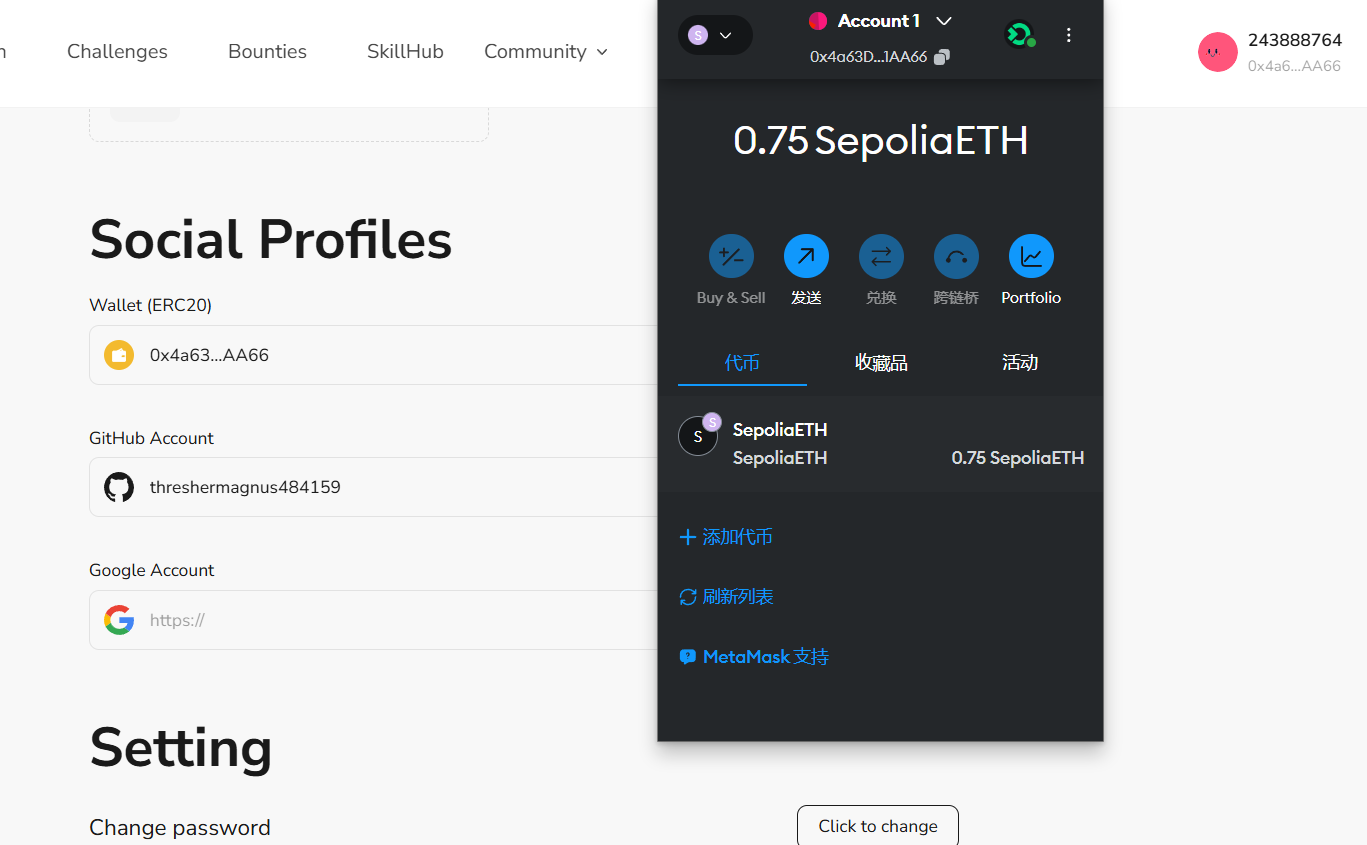 Challenges
Bounties
SkillHub
Community
243888764
0x4a6...AA66
Social Profiles
Wallet (ERC20)
0x4a63...AA66
GitHub Account
threshermagnus484159
Google Account
https://
Setting
Change password
Click to change
S
Account 1
0x4a63D...1AA66
0.75 SepoliaETH
Buy & Sell
发送
兑换
跨链桥
Portfolio
代币
收藏品
活动
S
S
SepoliaETH
SepoliaETH
0.75 SepoliaETH
添加代币
刷新列表
MetaMask 支持